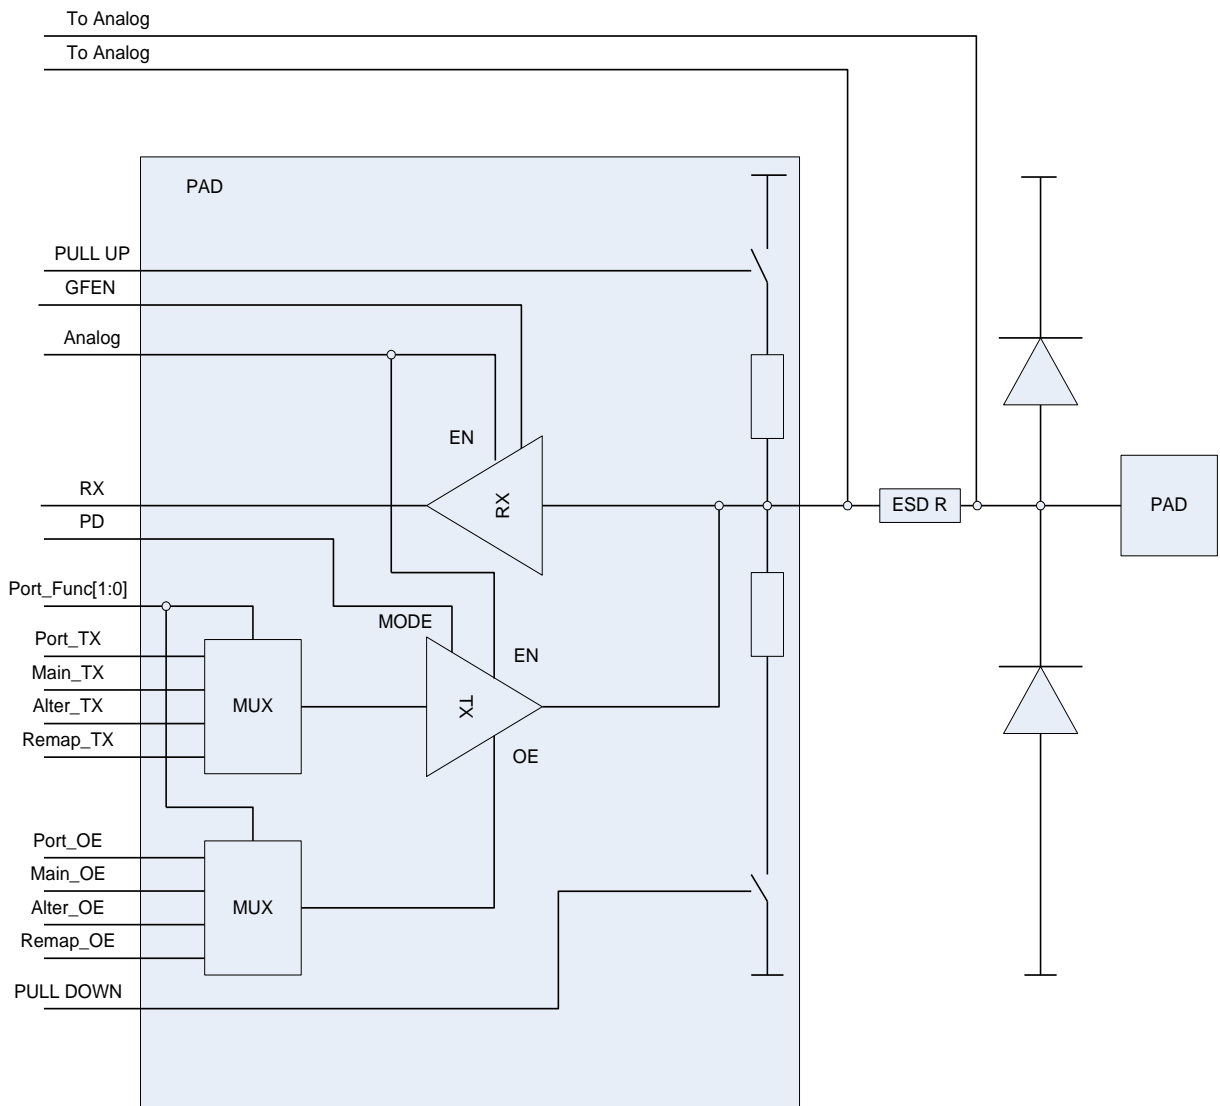 To Analog
To Analog
PAD
PULL UP
GFEN
Analog
EN
RX
RX
ESD R
PAD
PD
Port_Func[1:0]
MODE
Port_TX
EN
Main_TX
MUX
TX
Alter_TX
Remap_TX
OE
Port_OE
Main_OE
MUX
Alter_OE
Remap_OE
PULL DOWN